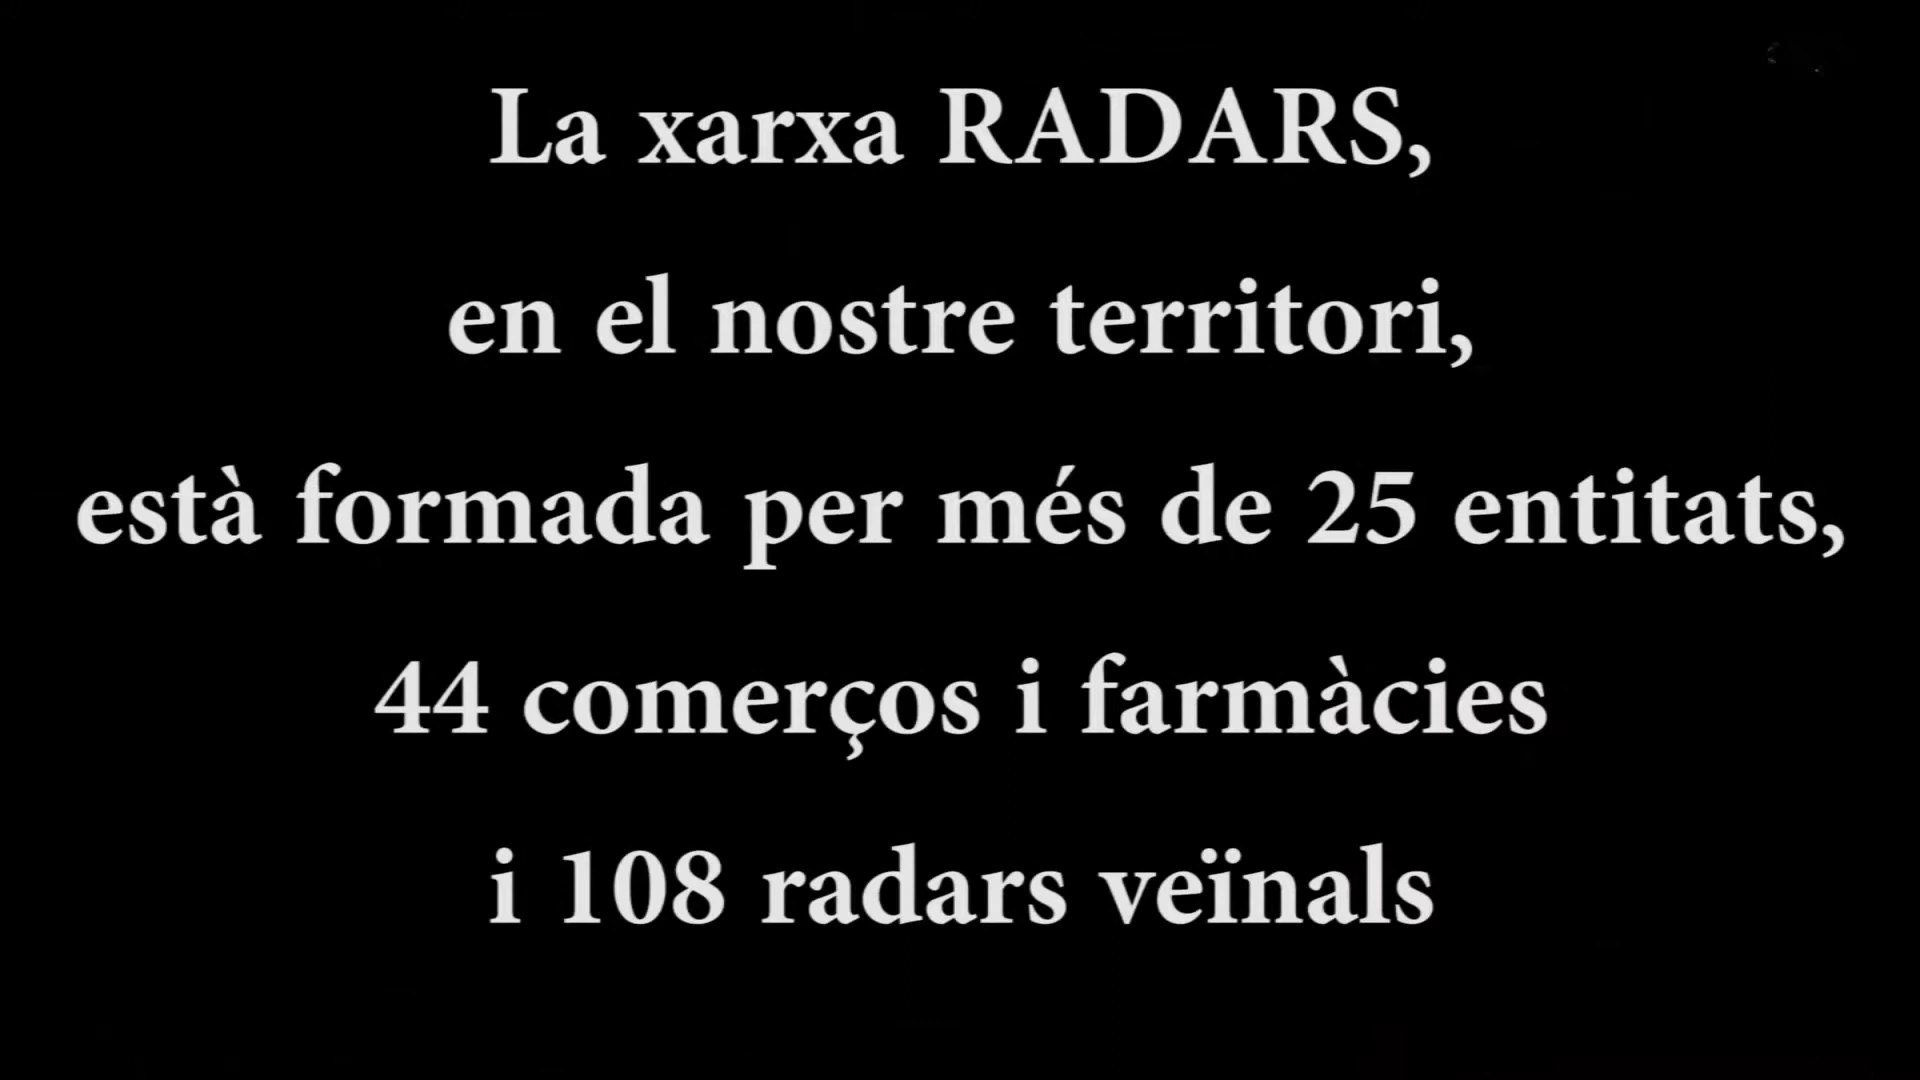 La xarxa RADARS,
en el nostre territori,
està formada per més de 25 entitats,
44 comerços i farmàcies
i 108 radars veïnals